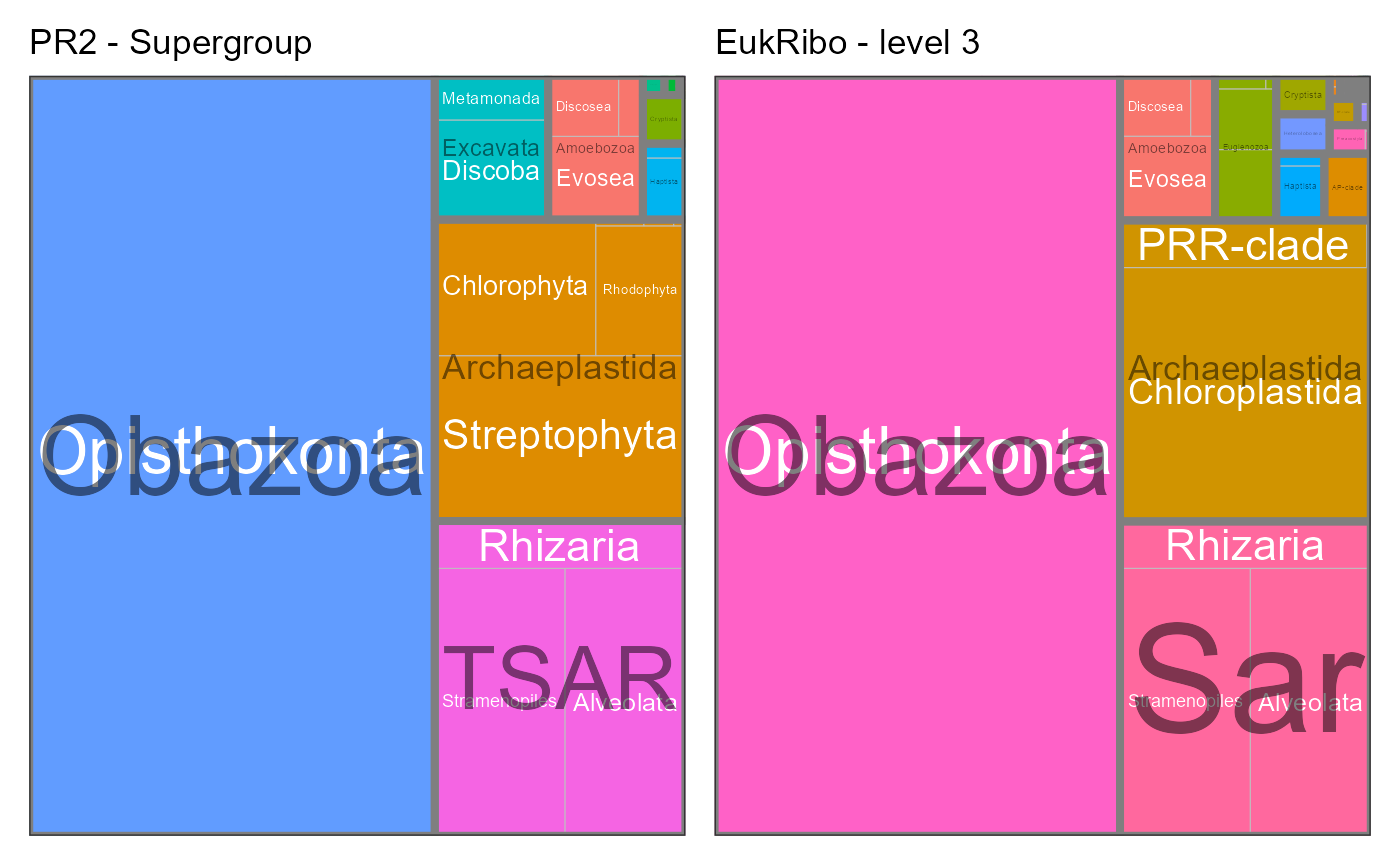 PR2 - Supergroup
Metamonada
Excavata
Discoba
Discosea
Amoebozoa
Evosea
Cryptista
Haptista
Chlorophyta
Rhodophyta
Archaeplastida
Streptophyta
Opisthokonta
Obazoa
Rhizaria
TSAR
Stramenopiles
Alveolata
EukRibo - level 3
Discosea
Amoebozoa
Evosea
Euglenozoa
Cryptista
Haptista
AP-clade
PRR-clade
Archaeplastida
Chloroplastida
Opisthokonta
Obazoa
Rhizaria
Sar
Stramenopiles
Alveolata